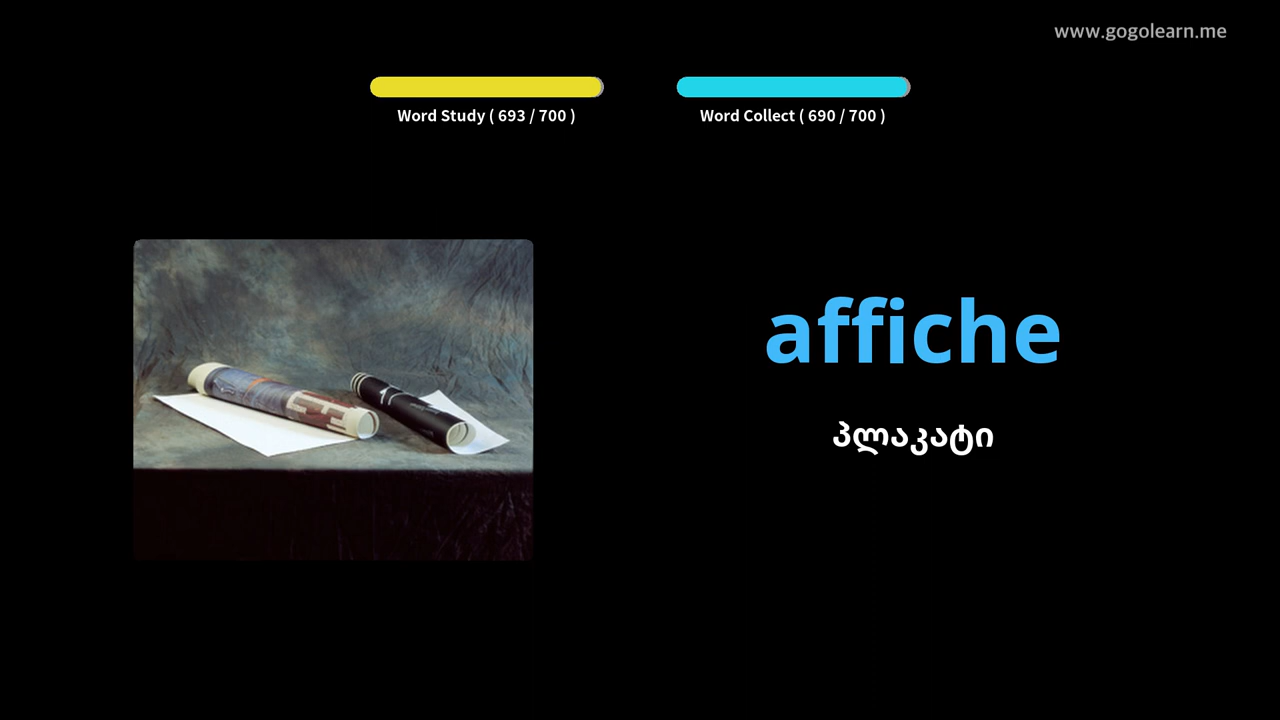 www.gogolearn.me
Word Study ( 693 / 700 )
Word Collect ( 690 / 700 )
affiche
პლაკატი